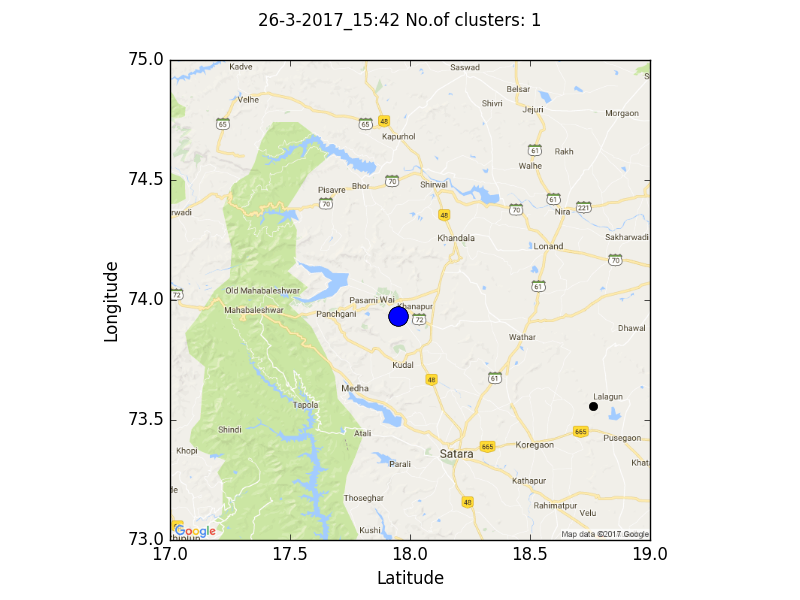 26-3-2017_15:42 No.of clusters: 1
75.0
Kadve
Saswad
Velhe
Belsar
Shivri
Jejuri
Morgaon
65
65
48
Kapurhol
61
Rakh
Walhe
74.5
Pisavre
Bhor
70
Shirwal
70
61
rwadi
48
70
Nira
221
Khandala
Lonand
Sakharwadi
70
Old Mahabaleshwar
72
61
74.0
Pasarni
Wai
Khanapur
Mahabaleshwar
Panchgani
72
Dhawal
Wathar
Kudal
48
61
Medha
Lalagun
Tapola
73.5
Shindi
Atali
665
Pusegaon
Khopi
665
Koregaon
Satara
Parali
Khat
Kathapur
Thoseghar
48
Rahimatpur
Velu
Kushi
Google
Map data ©2017 Google
73.0
17.0
17.5
18.0
18.5
19.0
Longitude
Latitude